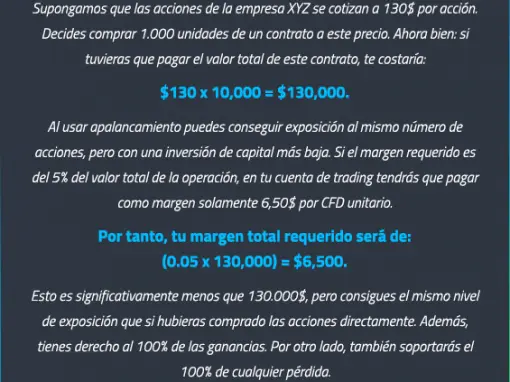 Supongamos que las acciones de la empresa XYZ se cotizan a 130$ por acción.
Decides comprar 1.000 unidades de un contrato a este precio. Ahora bien: si
tuvieras que pagar el valor total de este contrato, te costaría:
$130 x 10,000 = $130,000.
Al usar apalancamiento puedes conseguir exposición al mismo número de
acciones, pero con una inversión de capital más baja. Si el margen requerido es
del 5% del valor total de la operación, en tu cuenta de trading tendrás que pagar
como margen solamente 6,50$ por CFD unitario.
Por tanto, tu margen total requerido será de:
(0.05 x 130,000) = $6,500.
Esto es significativamente menos que 130.000$, pero consigues el mismo nivel
de exposición que si hubieras comprado las acciones directamente. Además,
tienes derecho al 100% de las ganancias. Por otro lado, también soportarás el
100% de cualquier pérdida.